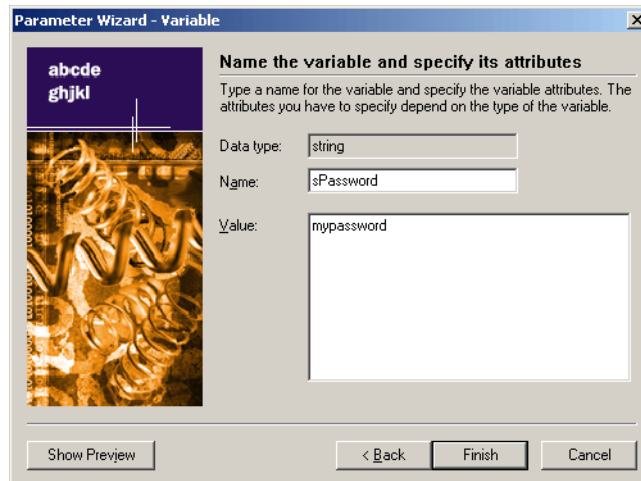 Parameter Wizard - Variable
abcde
ghjkl
Name the variable and specify its attributes
Type a name for the variable and specify the variable attributes. The
attributes you have to specify depend on the type of the variable.
Data type: string
Name: sPassword
Value: mypassword
Show Preview < Back Finish Cancel